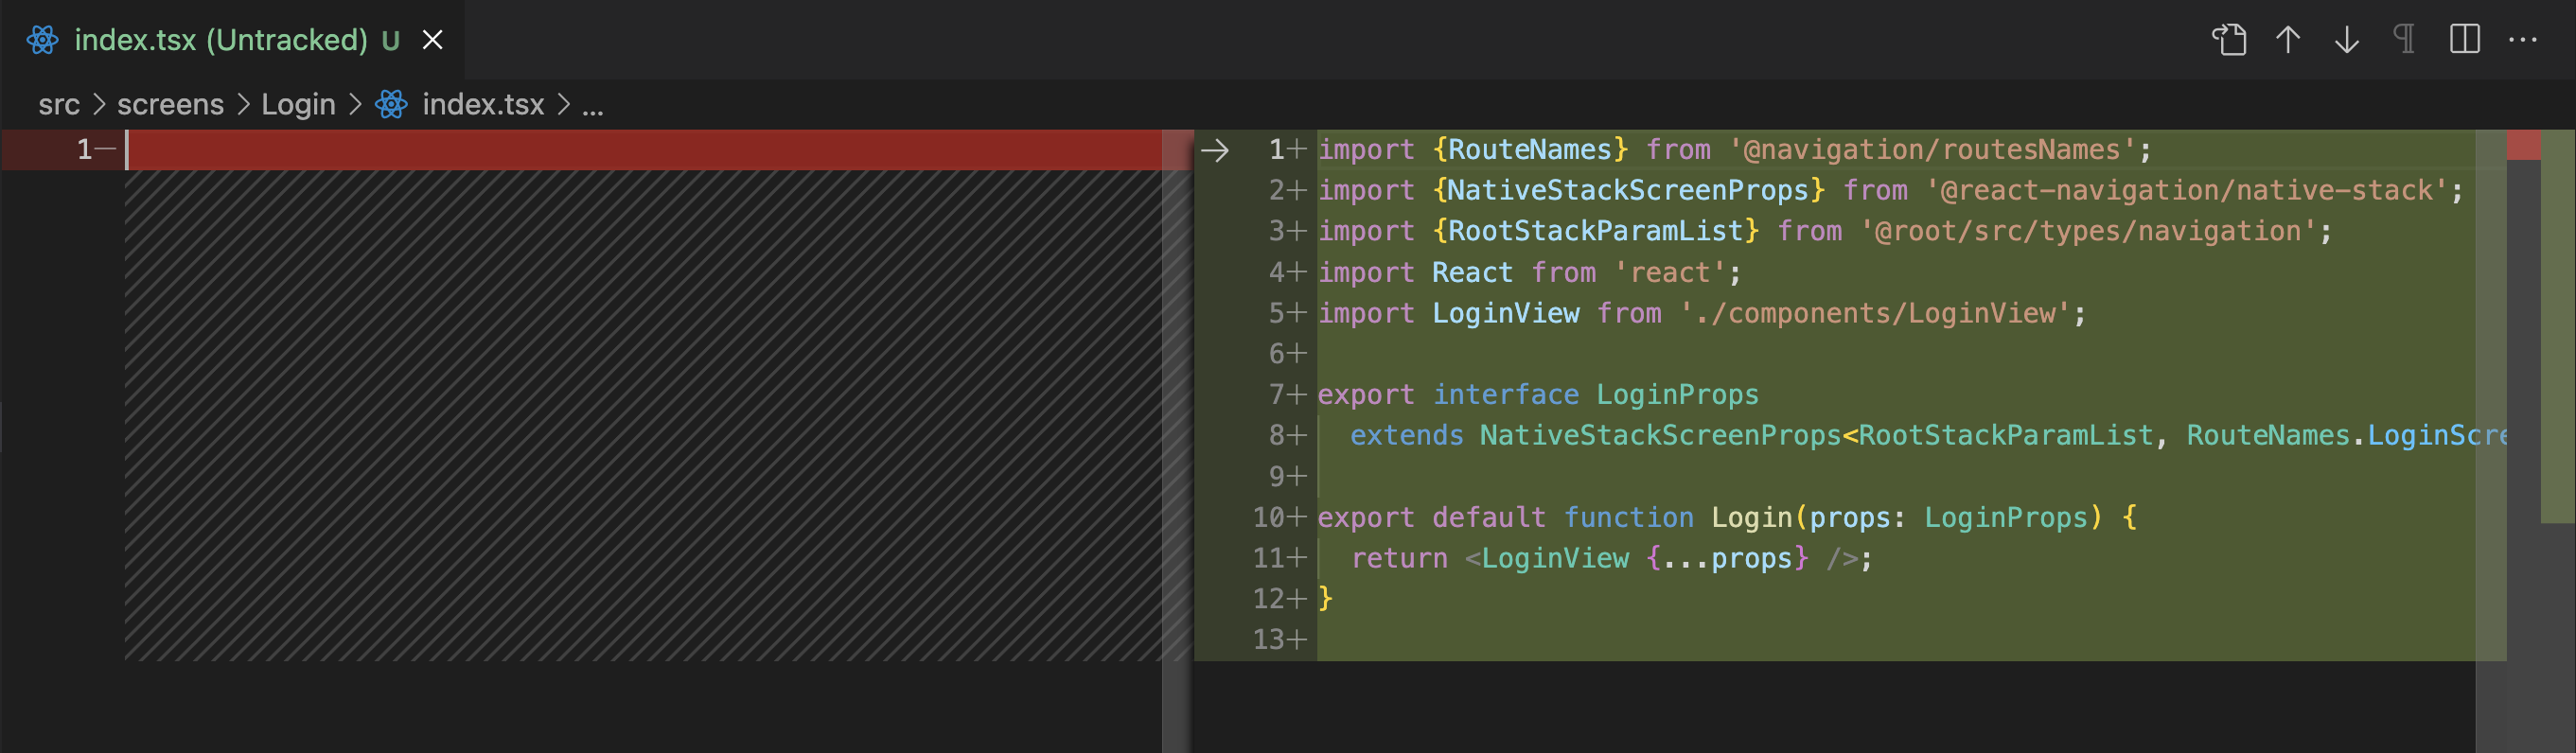 index.tsx (Untracked) U
src > screens > Login > index.tsx > ...
1
1+ import {RouteNames} from '@navigation/routesNames';
2+ import {NativeStackScreenProps} from '@react-navigation/native-stack';
3+ import {RootStackParamList} from '@root/src/types/navigation';
4+ import React from 'react';
5+ import LoginView from './components/LoginView';
6+
7+ export interface LoginProps
8+   extends NativeStackScreenProps<RootStackParamList, RouteNames.LoginScre
9+
10+ export default function Login(props: LoginProps) {
11+   return <LoginView {...props} />;
12+ }
13+